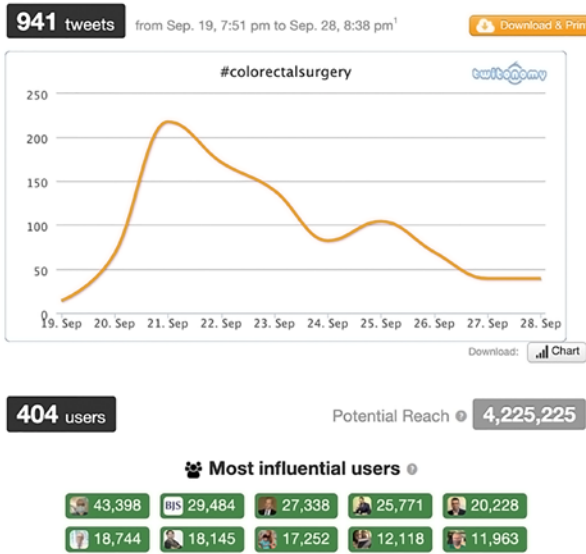 941 tweets from Sep. 19, 7:51 pm to Sep. 28, 8:38 pm¹ Download & Print
#colorectalsurgery twitonomy
250
200
150
100
50
0
19. Sep 20. Sep 21. Sep 22. Sep 23. Sep 24. Sep 25. Sep 26. Sep 27. Sep 28. Sep
Download: Chart
404 users Potential Reach ? 4,225,225
Most influential users ?
43,398 BJS 29,484 27,338 25,771 20,228
18,744 18,145 17,252 12,118 11,963